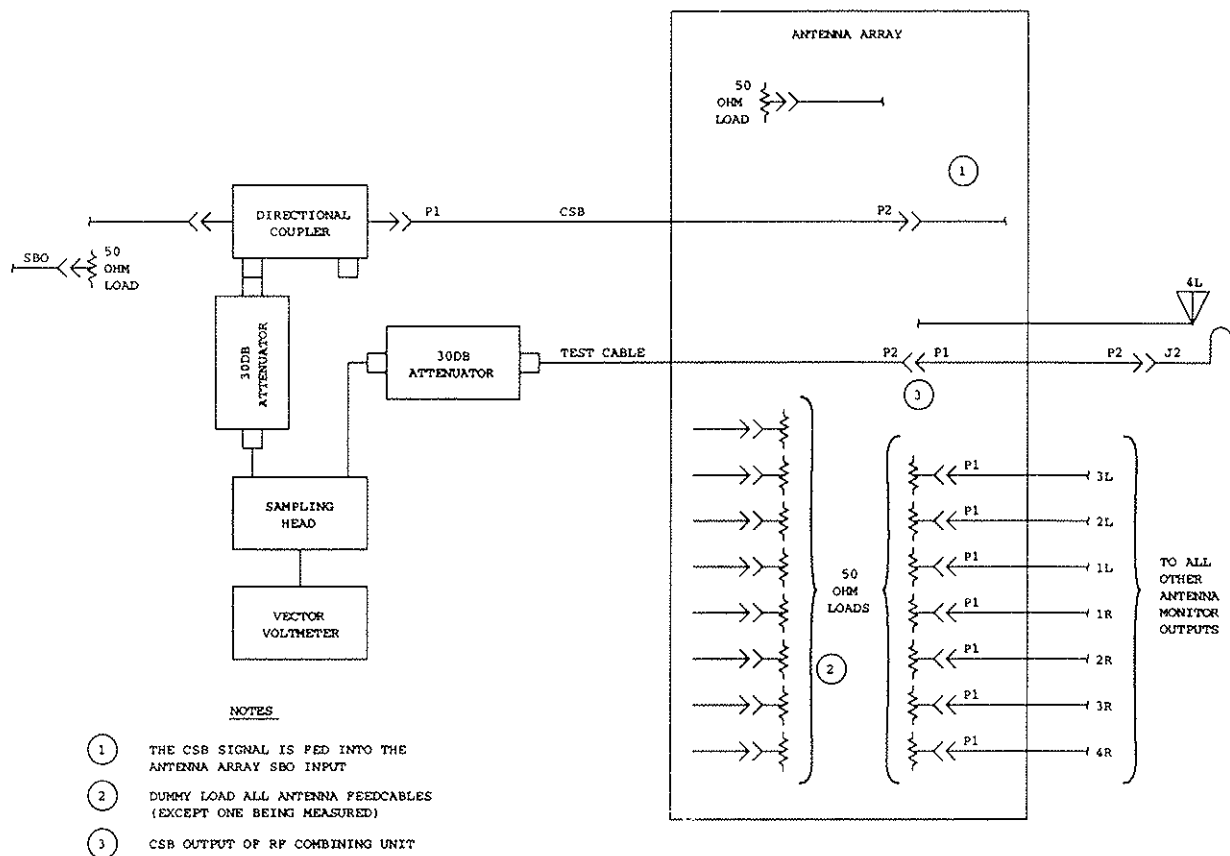 ANTENNA ARRAY
50
OHM
LOAD
1
DIRECTIONAL
COUPLER
P1
CSB
P2
SBO
50
OHM
LOAD
4L
30DB
ATTENUATOR
30DB
ATTENUATOR
TEST CABLE
P2
P1
P2
J2
3
SAMPLING
HEAD
VECTOR
VOLTMETER
50
OHM
LOADS
2
P1
3L
P1
2L
P1
1L
P1
1R
P1
2R
P1
3R
P1
4R
TO ALL
OTHER
ANTENNA
MONITOR
OUTPUTS
NOTES
1 THE CSB SIGNAL IS FED INTO THE
ANTENNA ARRAY SBO INPUT
2 DUMMY LOAD ALL ANTENNA FEEDCABLES
(EXCEPT ONE BEING MEASURED)
3 CSB OUTPUT OF RF COMBINING UNIT